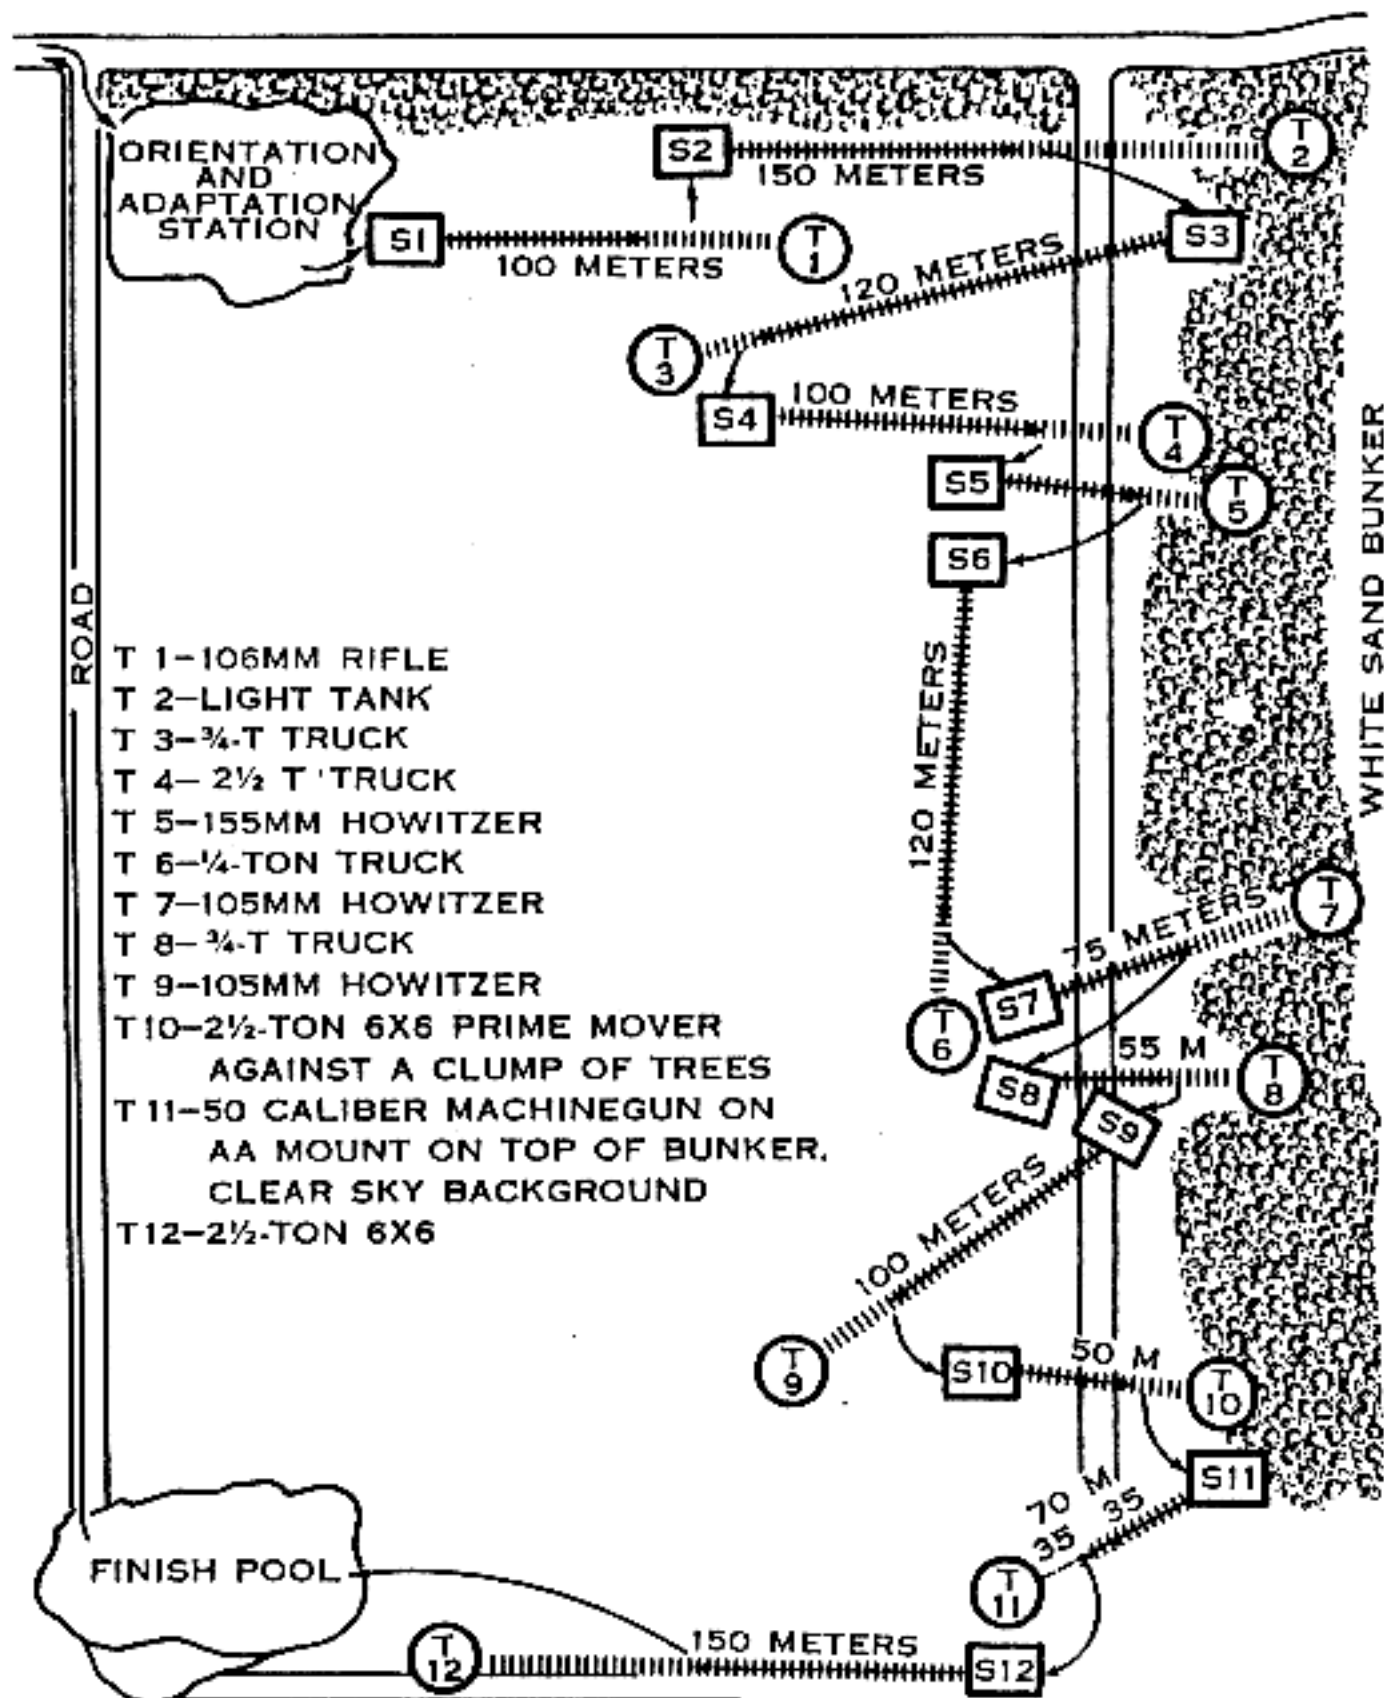 ORIENTATION
AND
ADAPTATION
STATION
S1
100 METERS
T
1
S2
150 METERS
T
2
S3
120 METERS
T
3
S4
100 METERS
T
4
S5
T
5
S6
120 METERS
T
6
S7
75 METERS
T
7
S8
55 M
T
8
S9
100 METERS
T
9
S10
50 M
T
10
S11
70 M
35 35
T
11
S12
150 METERS
T
12
FINISH POOL
ROAD
WHITE SAND BUNKER
T 1-106MM RIFLE
T 2-LIGHT TANK
T 3-¾-T TRUCK
T 4- 2½ T TRUCK
T 5-155MM HOWITZER
T 6-¼-TON TRUCK
T 7-105MM HOWITZER
T 8-¾-T TRUCK
T 9-105MM HOWITZER
T10-2½-TON 6X6 PRIME MOVER
AGAINST A CLUMP OF TREES
T11-50 CALIBER MACHINEGUN ON
AA MOUNT ON TOP OF BUNKER.
CLEAR SKY BACKGROUND
T12-2½-TON 6X6